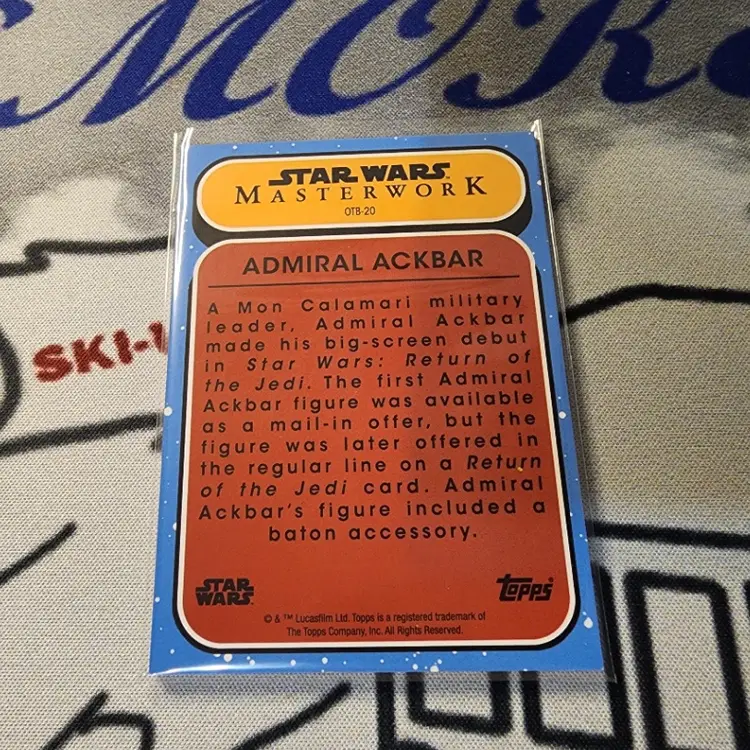 STAR WARS
MASTERWORK
OTB-20
ADMIRAL ACKBAR
A Mon Calamari military
leader, Admiral Ackbar
made his big-screen debut
in Star Wars: Return of
the Jedi. The first Admiral
Ackbar figure was available
as a mail-in offer, but the
figure was later offered in
the regular line on a Return
of the Jedi card. Admiral
Ackbar's figure included a
baton accessory.
STAR
WARS
Topps
© & ™ Lucasfilm Ltd. Topps is a registered trademark of
The Topps Company, Inc. All Rights Reserved.